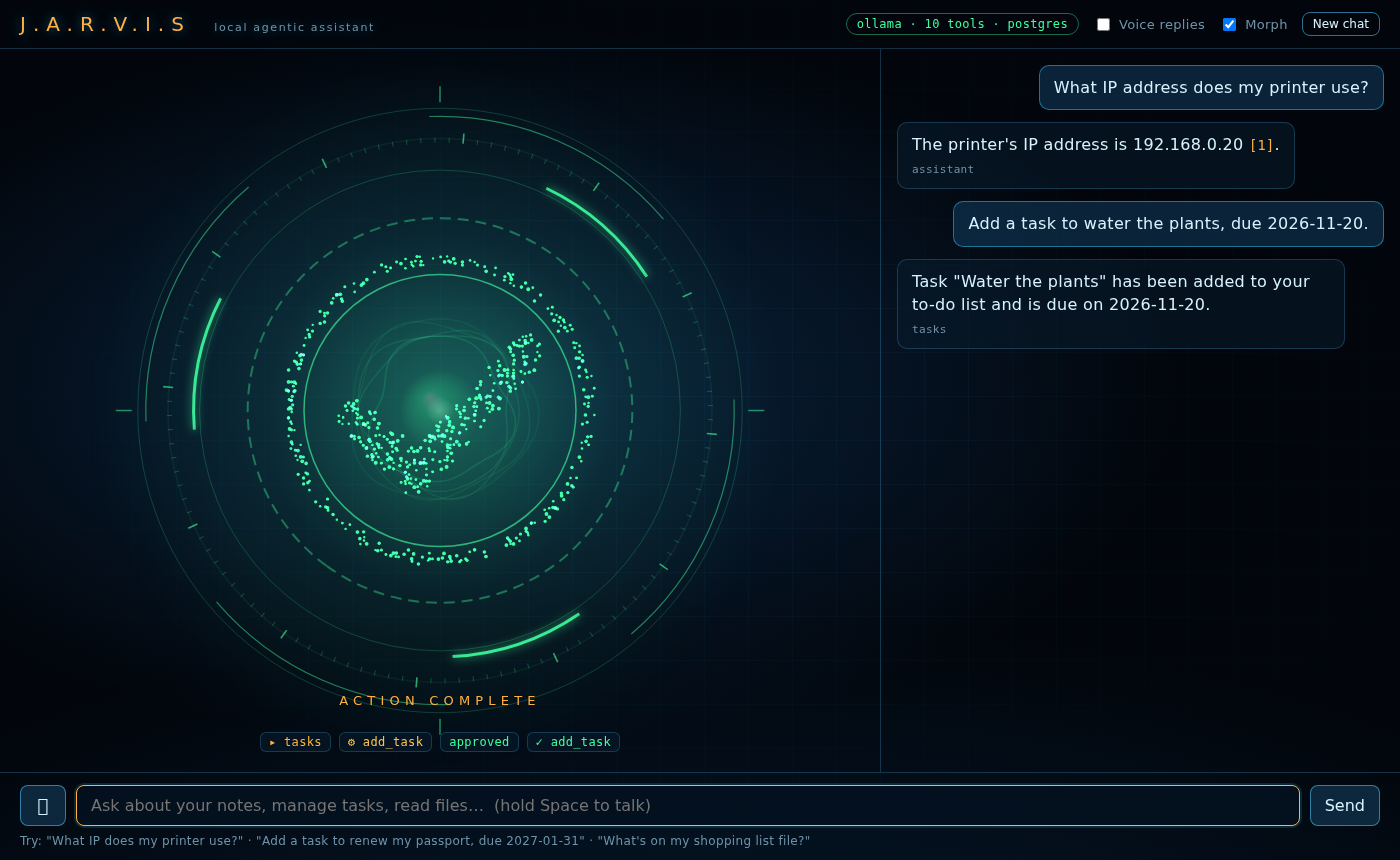 J.A.R.V.I.S local agentic assistant
ollama · 10 tools · postgres Voice replies Morph New chat
What IP address does my printer use?
The printer's IP address is 192.168.0.20 [1].
assistant
Add a task to water the plants, due 2026-11-20.
Task "Water the plants" has been added to your
to-do list and is due on 2026-11-20.
tasks
ACTION COMPLETE
▸ tasks ⚙ add_task approved ✓ add_task
Ask about your notes, manage tasks, read files… (hold Space to talk)
Send
Try: "What IP does my printer use?" · "Add a task to renew my passport, due 2027-01-31" · "What's on my shopping list file?"